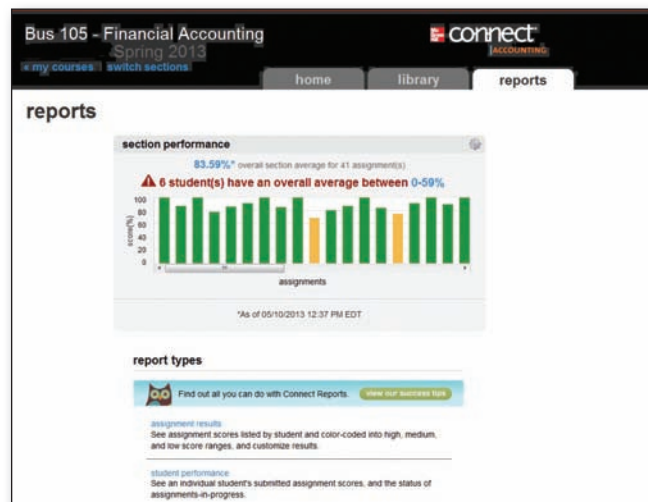 Bus 105 - Financial Accounting
Spring 2013
« my courses switch sections
connect
ACCOUNTING
home library reports
reports
section performance
83.59%* overall section average for 41 assignment(s)
6 student(s) have an overall average between 0-59%
score(%)
100
80
60
40
20
0
assignments
*As of 05/10/2013 12:37 PM EDT
report types
Find out all you can do with Connect Reports. view our success tips
assignment results
See assignment scores listed by student and color-coded into high, medium,
and low score ranges, and customize results.
student performance
See an individual student's submitted assignment scores, and the status of
assignments-in-progress.